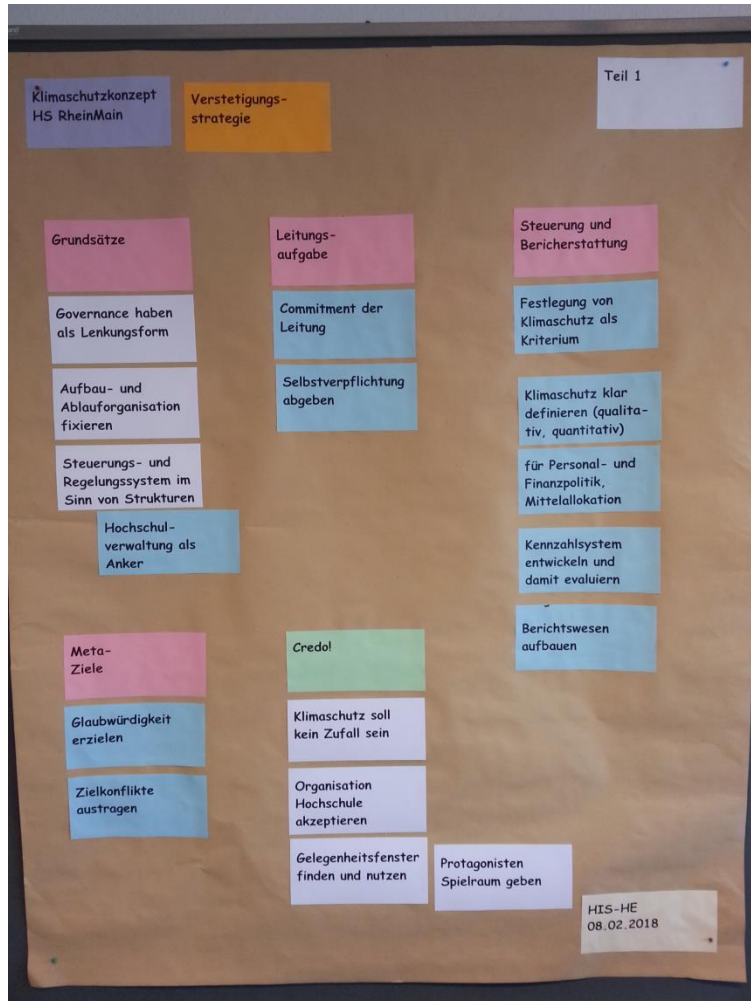 Klimaschutzkonzept
HS RheinMain
Verstetigungs-
strategie
Teil 1
Grundsätze
Governance haben
als Lenkungsform
Aufbau- und
Ablauforganisation
fixieren
Steuerungs- und
Regelungssystem im
Sinn von Strukturen
Hochschul-
verwaltung als
Anker
Leitungs-
aufgabe
Commitment der
Leitung
Selbstverpflichtung
abgeben
Steuerung und
Bericherstattung
Festlegung von
Klimaschutz als
Kriterium
Klimaschutz klar
definieren (qualita-
tiv, quantitativ)
für Personal- und
Finanzpolitik,
Mittelallokation
Kennzahlsystem
entwickeln und
damit evaluiern
Berichtswesen
aufbauen
Meta-
Ziele
Glaubwürdigkeit
erzielen
Zielkonflikte
austragen
Credo!
Klimaschutz soll
kein Zufall sein
Organisation
Hochschule
akzeptieren
Gelegenheitsfenster
finden und nutzen
Protagonisten
Spielraum geben
HIS-HE
08.02.2018